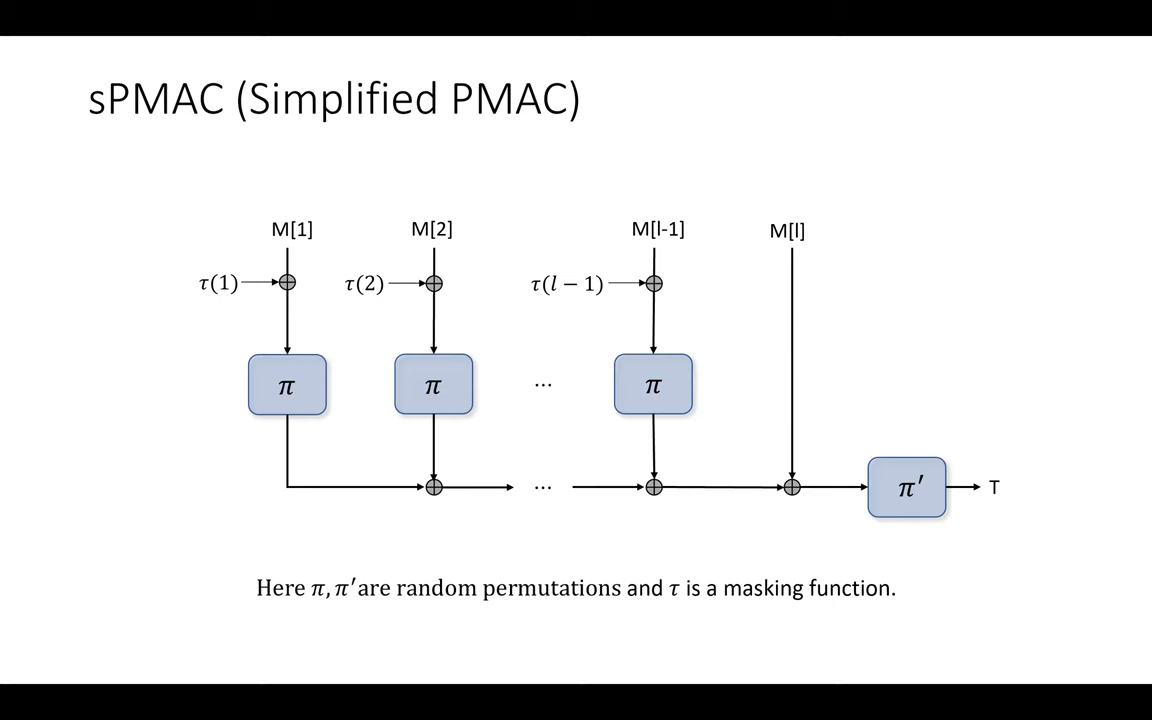 sPMAC (Simplified PMAC)
M[1] M[2] M[l-1] M[l]
τ(1) τ(2) τ(l − 1)
π π ... π
... π′ T
Here π, π′are random permutations and τ is a masking function.